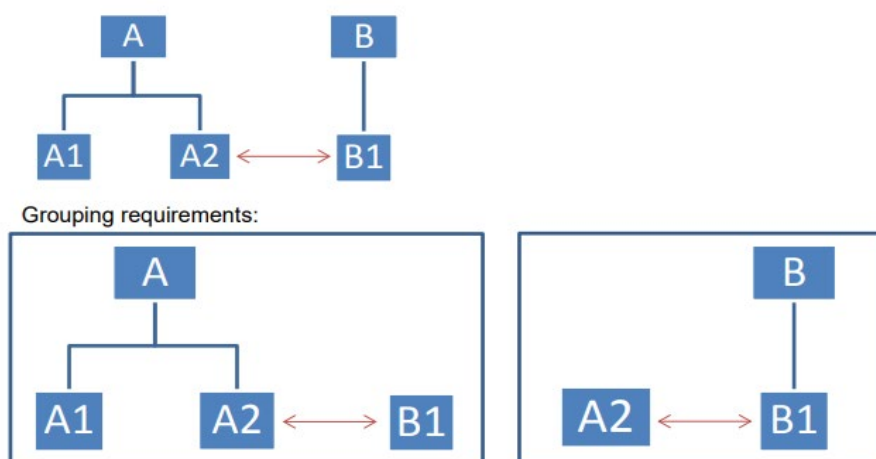 A B
A1 A2 B1
Grouping requirements:
A B
A1 A2 B1 A2 B1